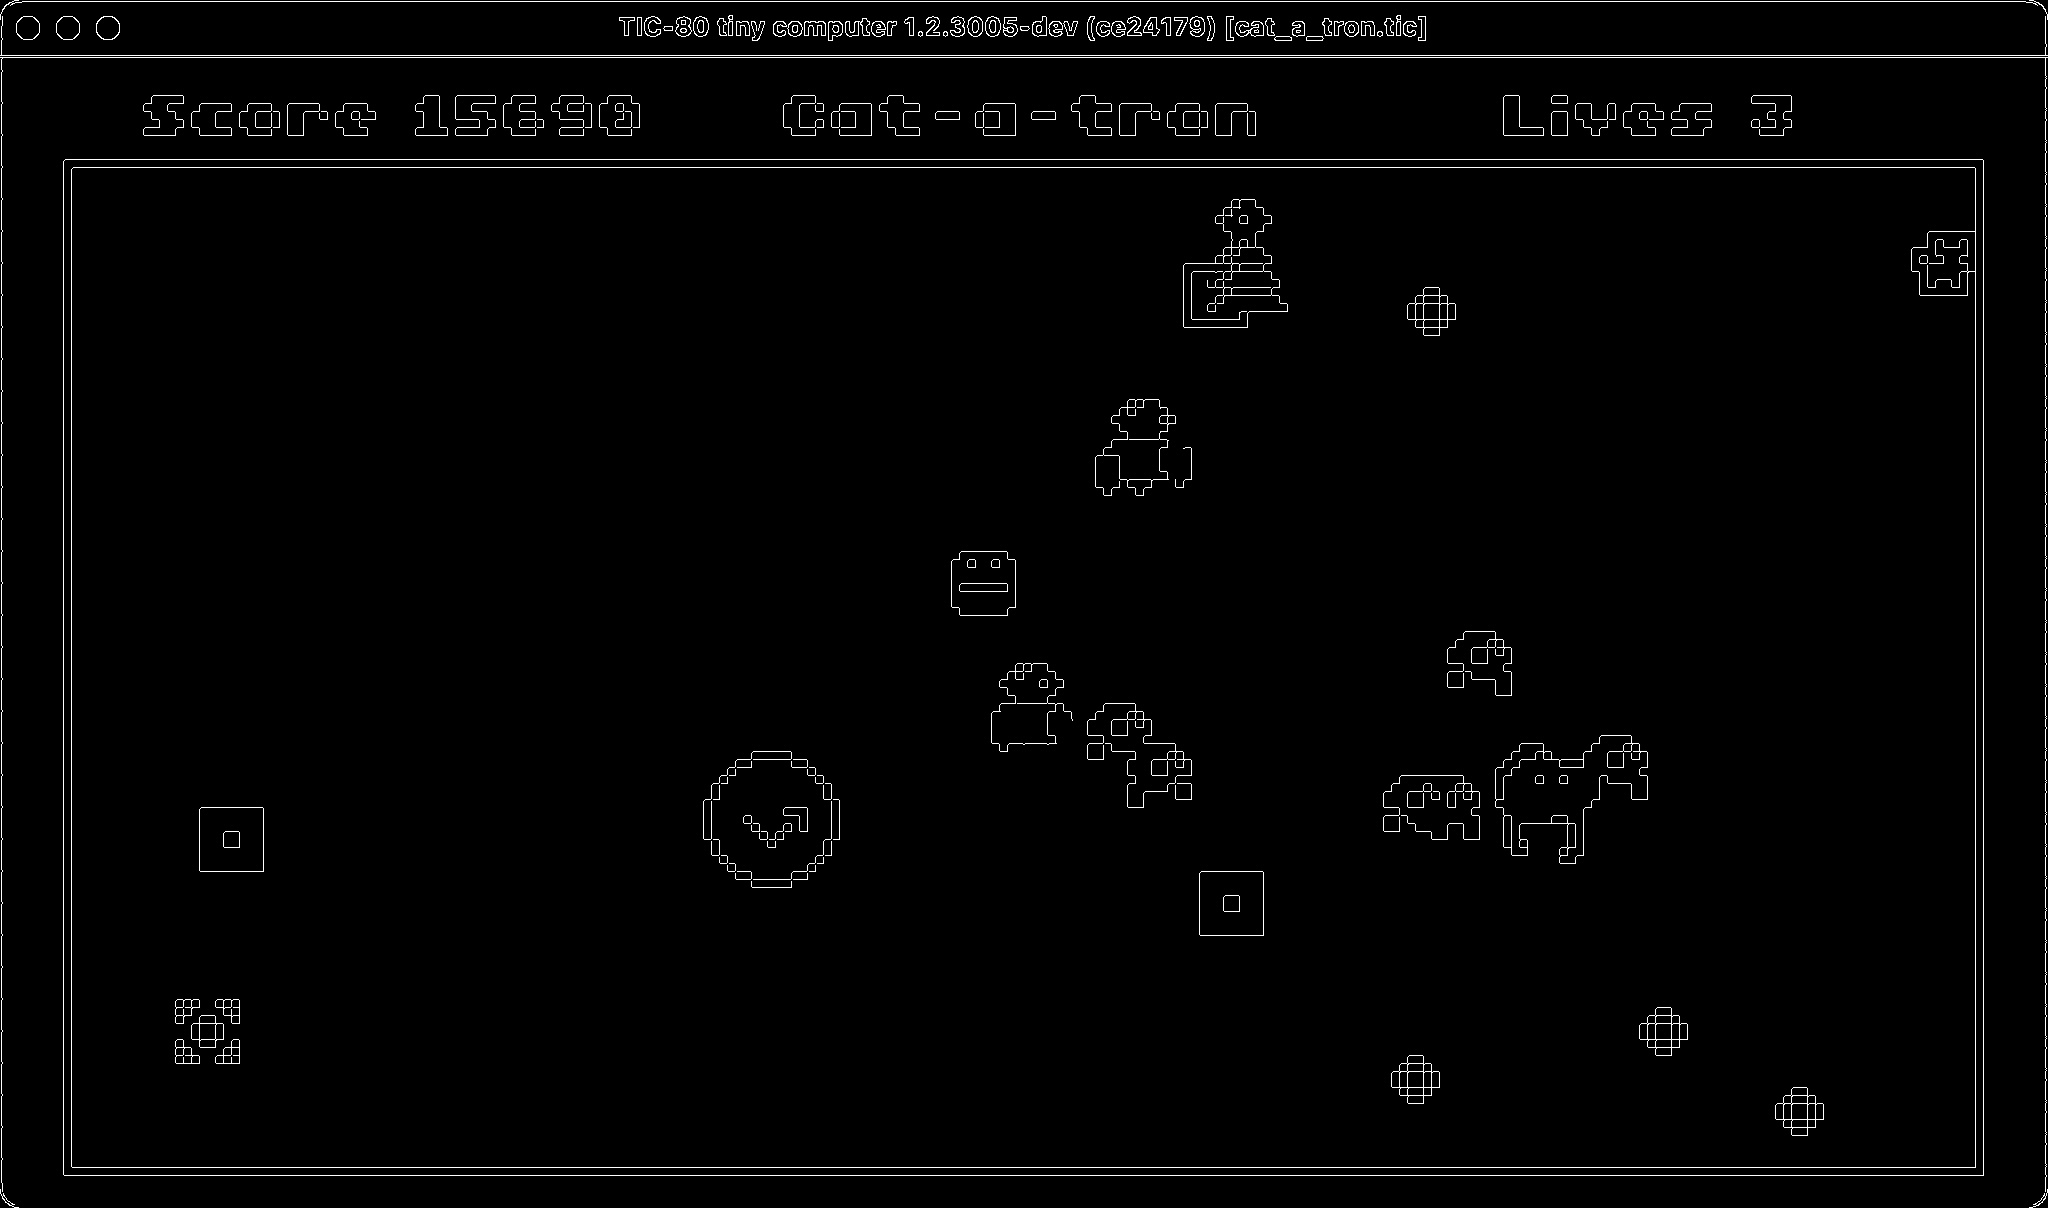 TIC-80 tiny computer 1.2.3005-dev (ce24179) [cat_a_tron.tic]
Score 15690 Cat-a-tron Lives 3